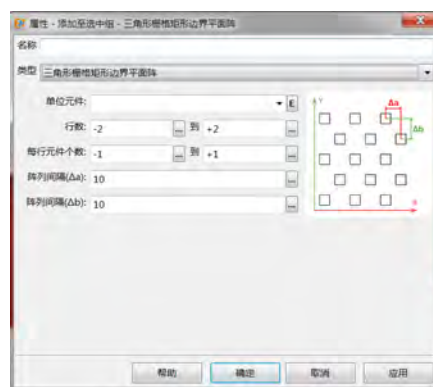 属性 - 添加至选中组 - 三角形栅格矩形边界平面阵
名称
类型 三角形栅格矩形边界平面阵
单位元件: E
行数: -2 ... 到 +2 ...
每行元件个数: -1 ... 到 +1 ...
阵列间隔(Δa): 10 ...
阵列间隔(Δb): 10 ...
Y Δa
Δb
帮助 确定 取消 应用